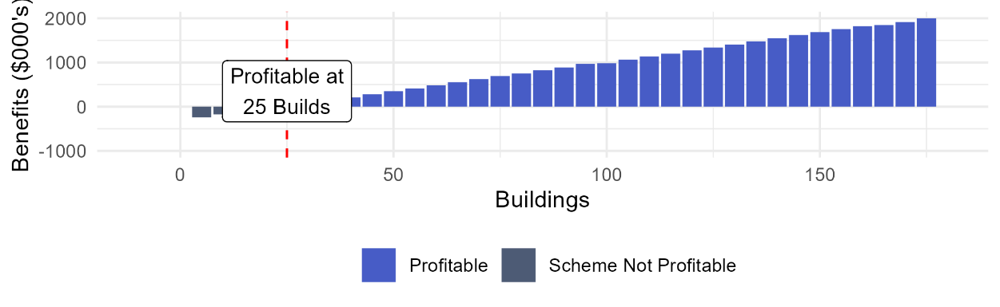 Benefits ($000's)
2000
1000
0
-1000
Profitable at
25 Builds
0
50
100
150
Buildings
Profitable
Scheme Not Profitable